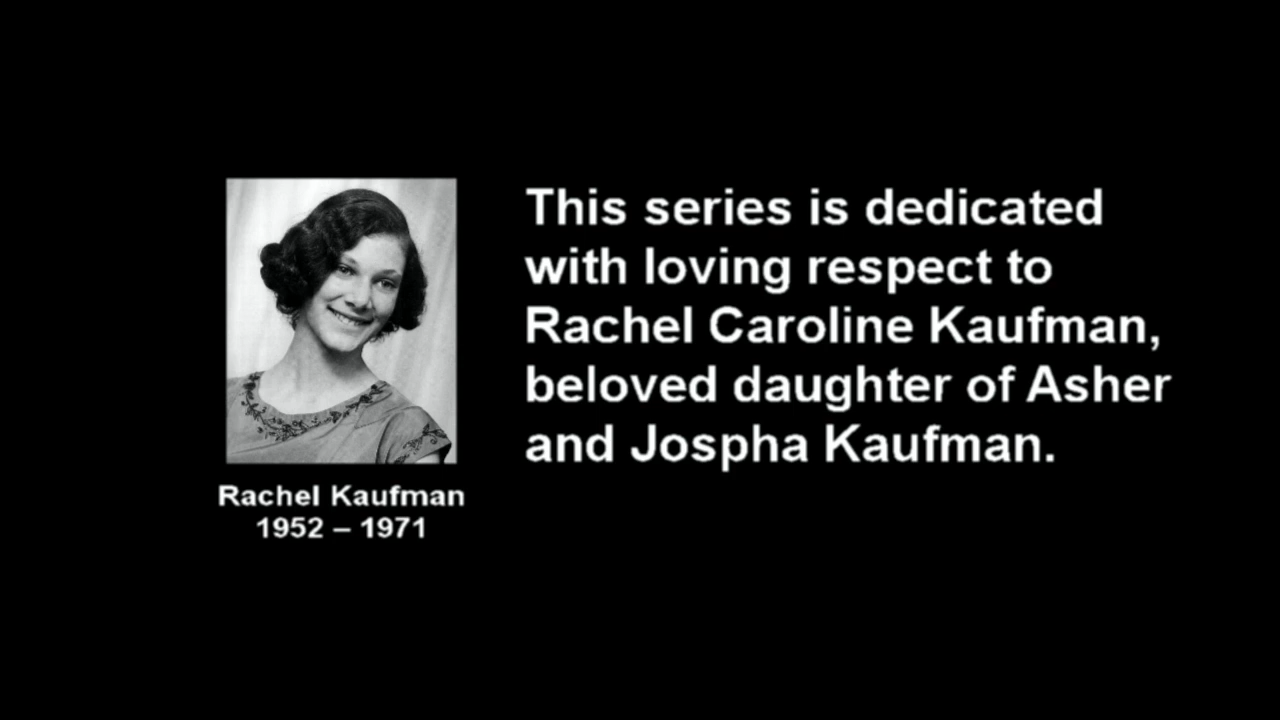 This series is dedicated
with loving respect to
Rachel Caroline Kaufman,
beloved daughter of Asher
and Jospha Kaufman.
Rachel Kaufman
1952 – 1971